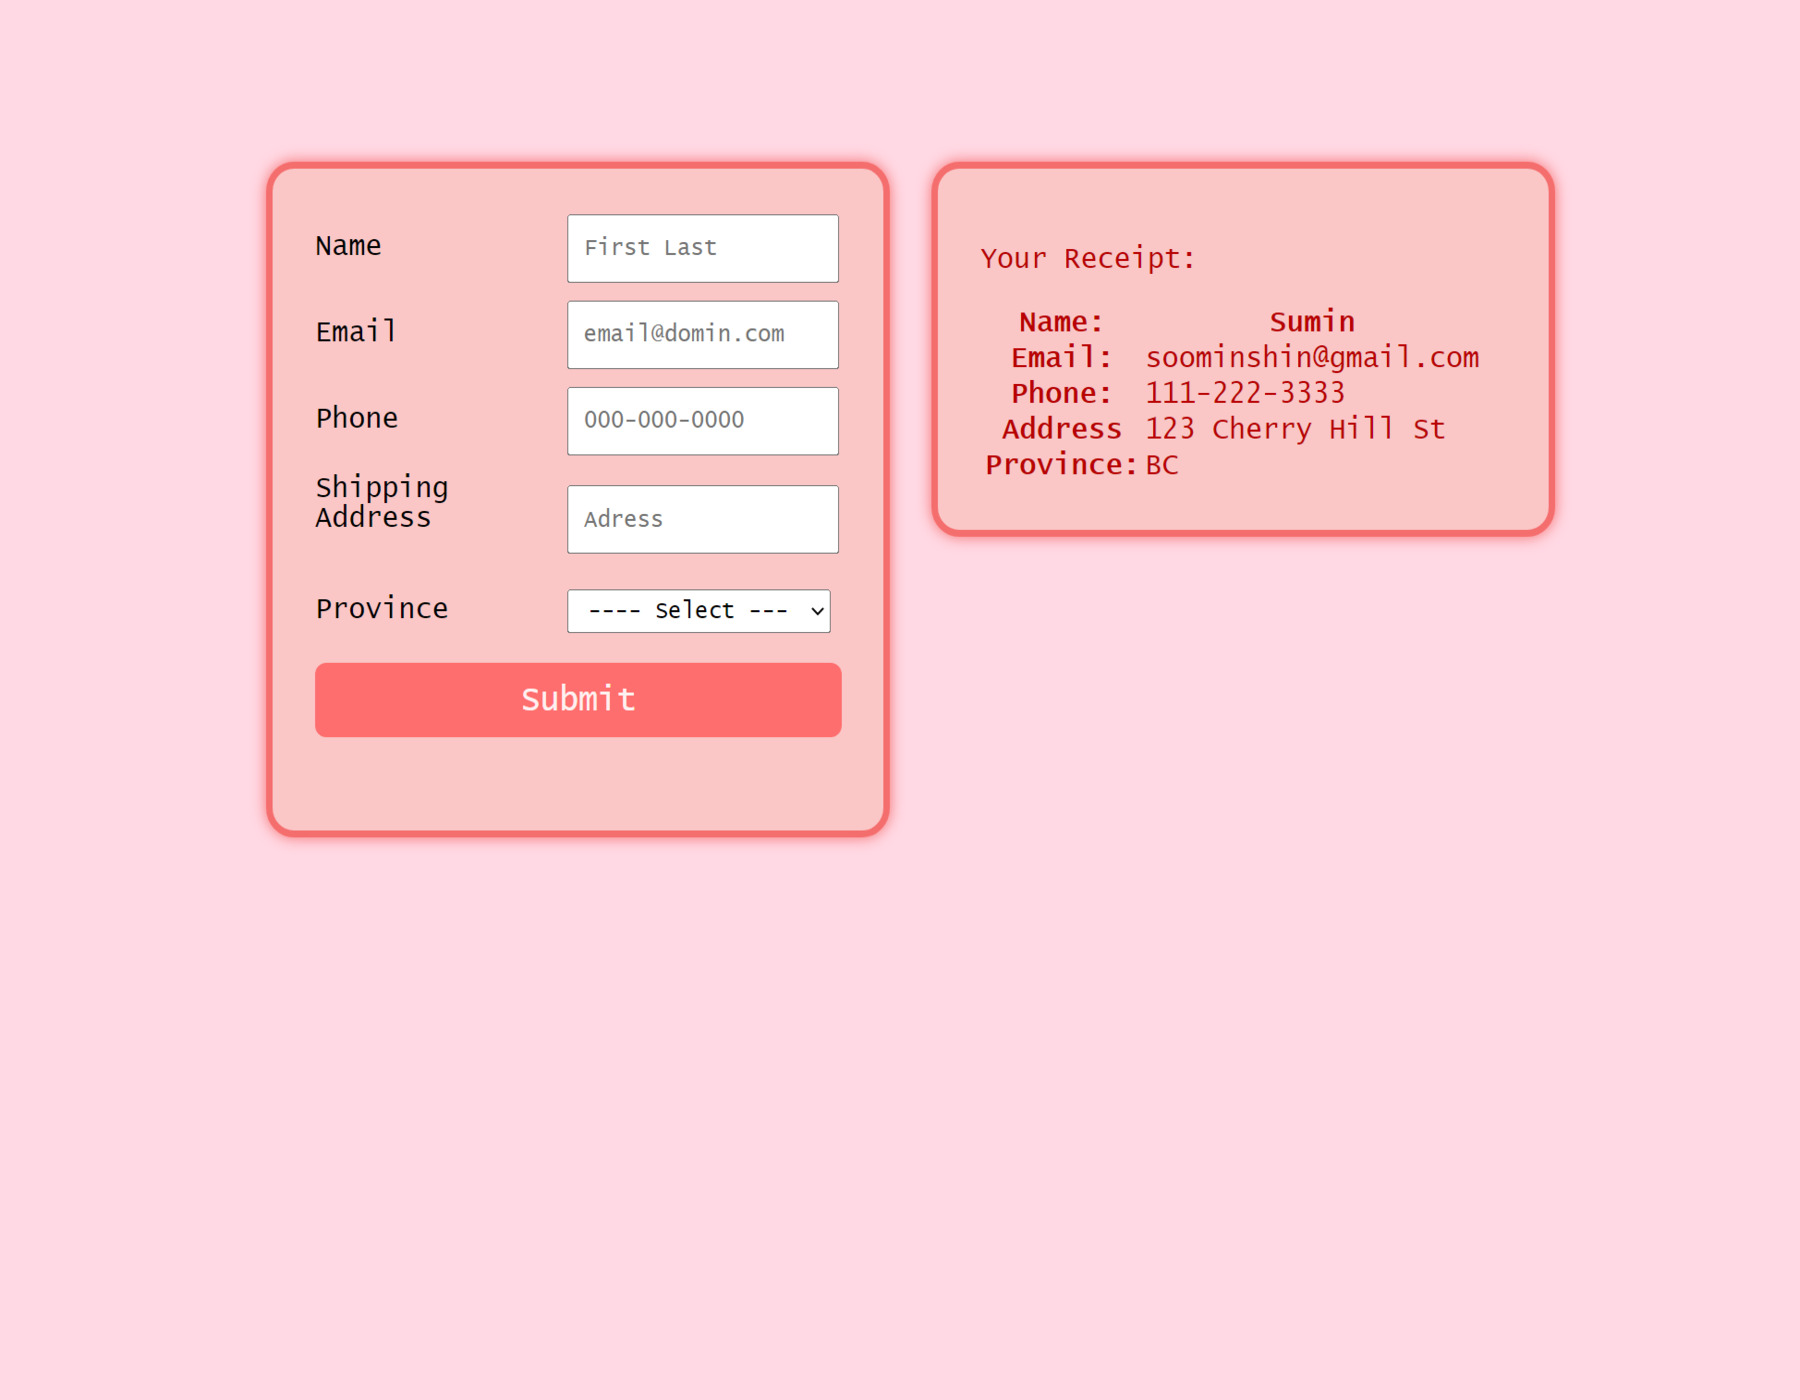 Name
First Last
Email
email@domin.com
Phone
000-000-0000
Shipping
Address
Adress
Province
---- Select ---
Submit
Your Receipt:
Name: Sumin
Email: soominshin@gmail.com
Phone: 111-222-3333
Address 123 Cherry Hill St
Province: BC